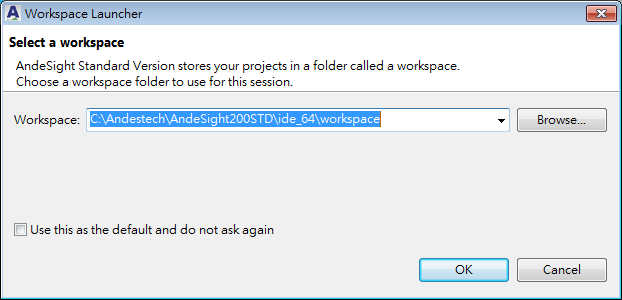 Workspace Launcher
Select a workspace
AndeSight Standard Version stores your projects in a folder called a workspace.
Choose a workspace folder to use for this session.
Workspace: C:\Andestech\AndeSight200STD\ide_64\workspace Browse...
Use this as the default and do not ask again
OK Cancel